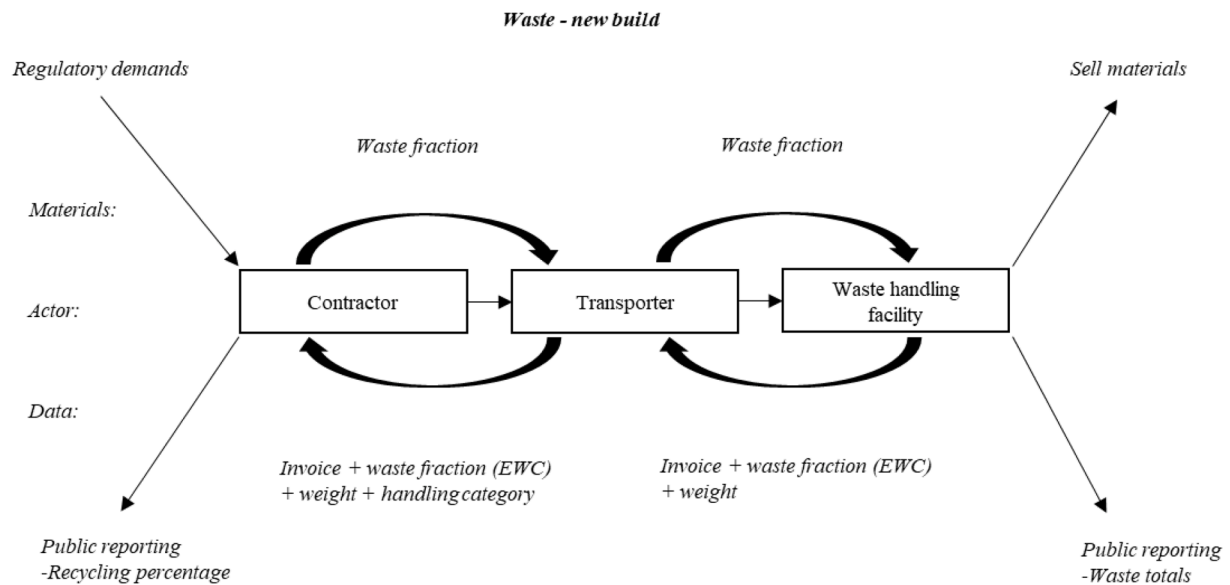 Waste - new build
Regulatory demands
Sell materials
Waste fraction
Waste fraction
Materials:
Actor:
Contractor
Transporter
Waste handling
facility
Data:
Invoice + waste fraction (EWC)
+ weight + handling category
Invoice + waste fraction (EWC)
+ weight
Public reporting
-Recycling percentage
Public reporting
-Waste totals